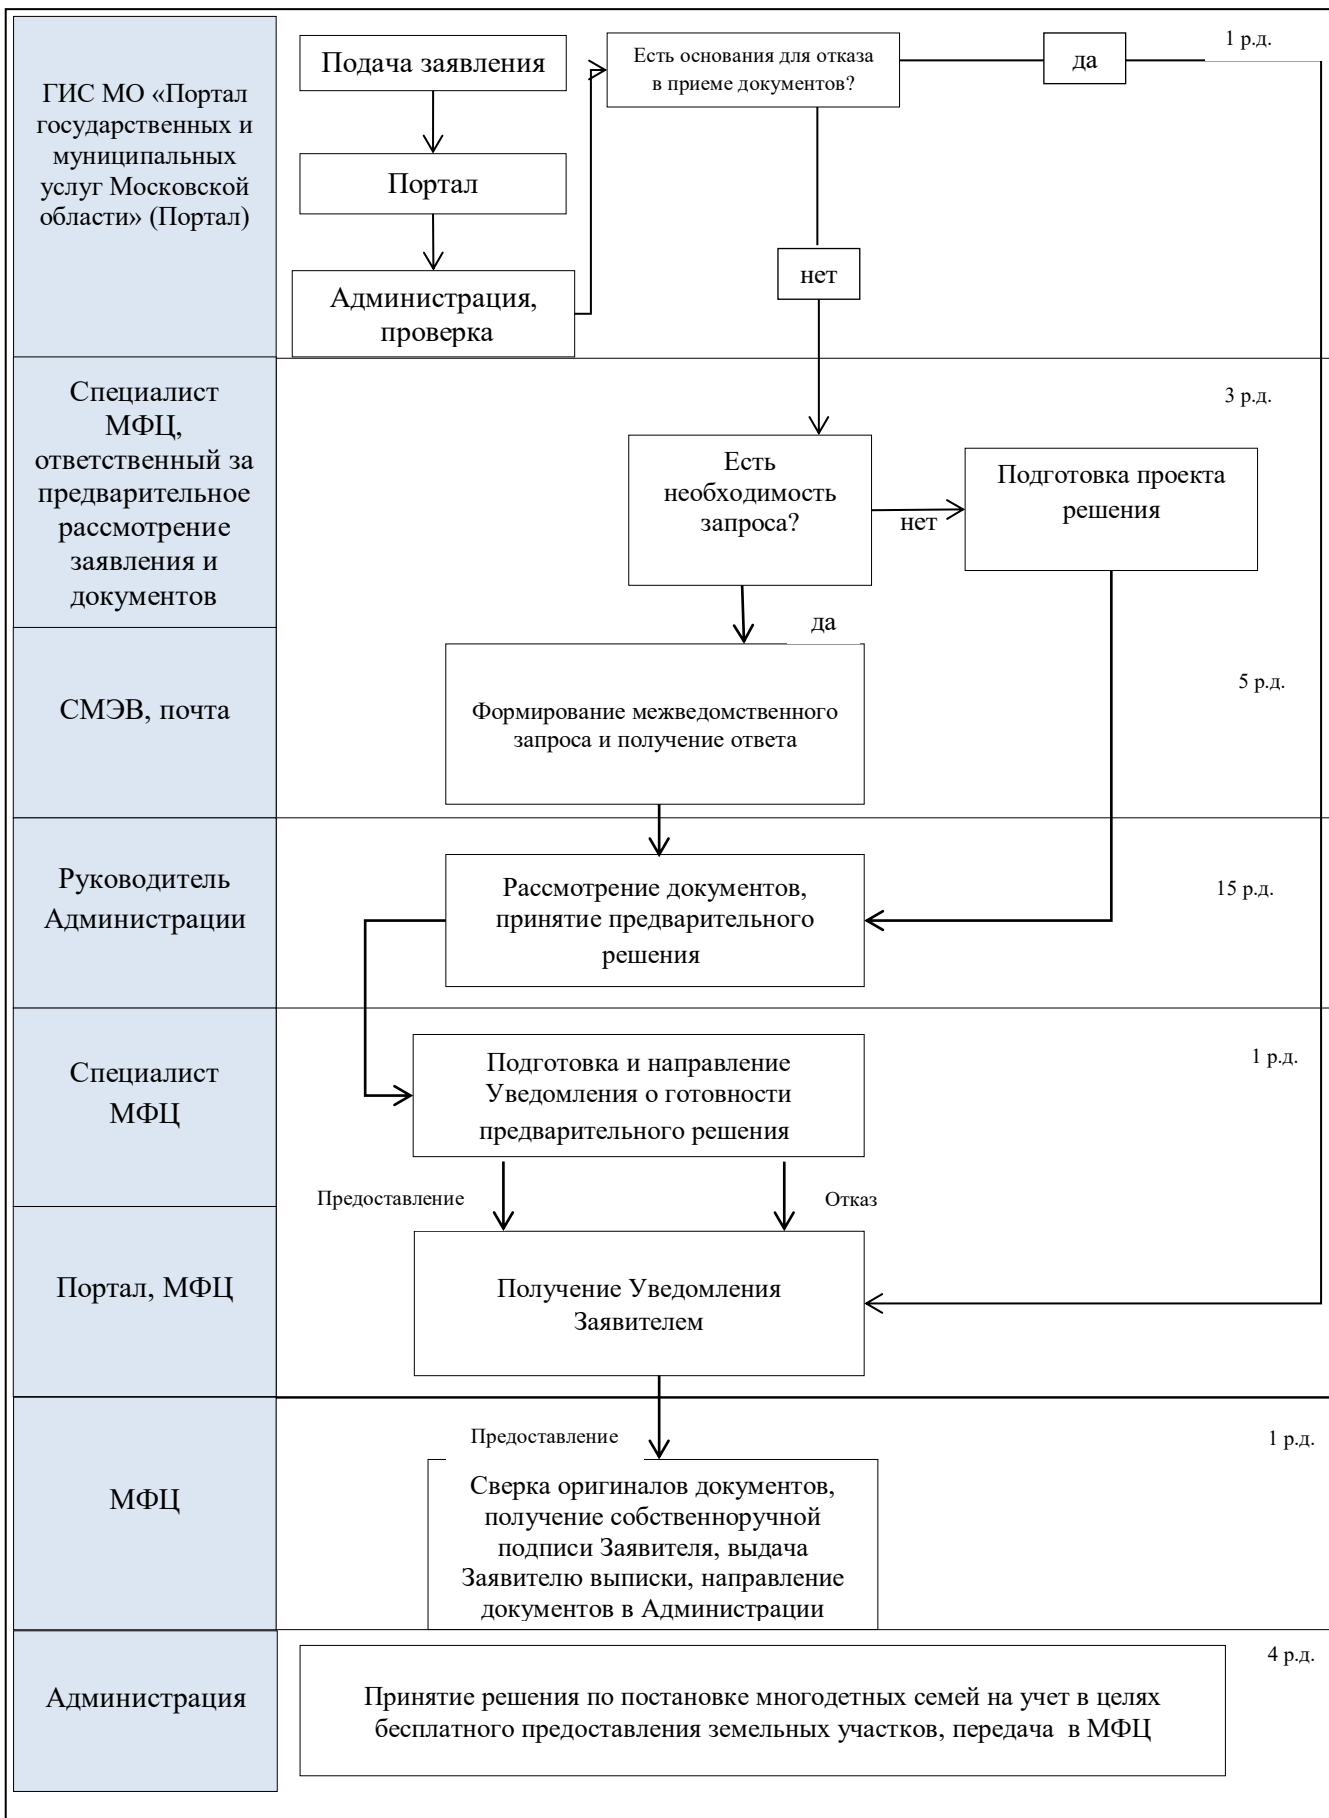 ГИС МО «Портал
государственных и
муниципальных
услуг Московской
области» (Портал)
Подача заявления
Портал
Администрация,
проверка
Есть основания для отказа
в приеме документов?
да
1 р.д.
нет
Специалист
МФЦ,
ответственный за
предварительное
рассмотрение
заявления и
документов
3 р.д.
Есть
необходимость
запроса?
нет
Подготовка проекта
решения
да
СМЭВ, почта
5 р.д.
Формирование межведомственного
запроса и получение ответа
Руководитель
Администрации
15 р.д.
Рассмотрение документов,
принятие предварительного
решения
Специалист
МФЦ
1 р.д.
Подготовка и направление
Уведомления о готовности
предварительного решения
Предоставление
Отказ
Портал, МФЦ
Получение Уведомления
Заявителем
МФЦ
Предоставление
1 р.д.
Сверка оригиналов документов,
получение собственноручной
подписи Заявителя, выдача
Заявителю выписки, направление
документов в Администрации
Администрация
4 р.д.
Принятие решения по постановке многодетных семей на учет в целях
бесплатного предоставления земельных участков, передача  в МФЦ